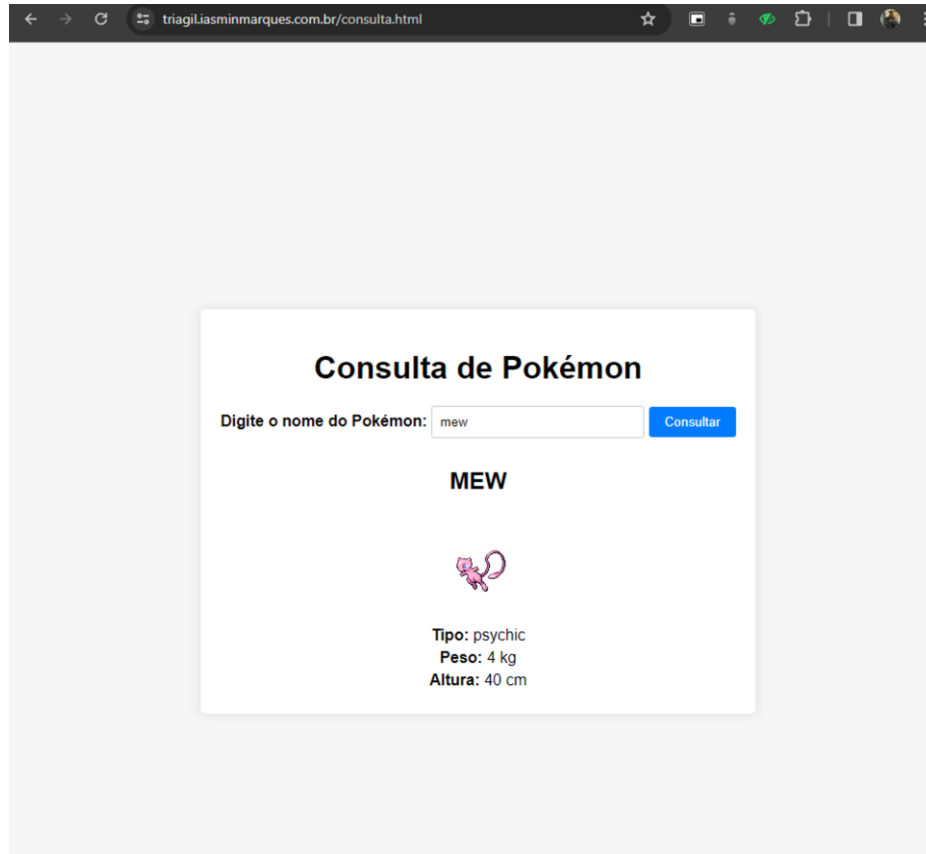 triagil.iasminmarques.com.br/consulta.html
Consulta de Pokémon
Digite o nome do Pokémon: mew Consultar
MEW
Tipo: psychic
Peso: 4 kg
Altura: 40 cm